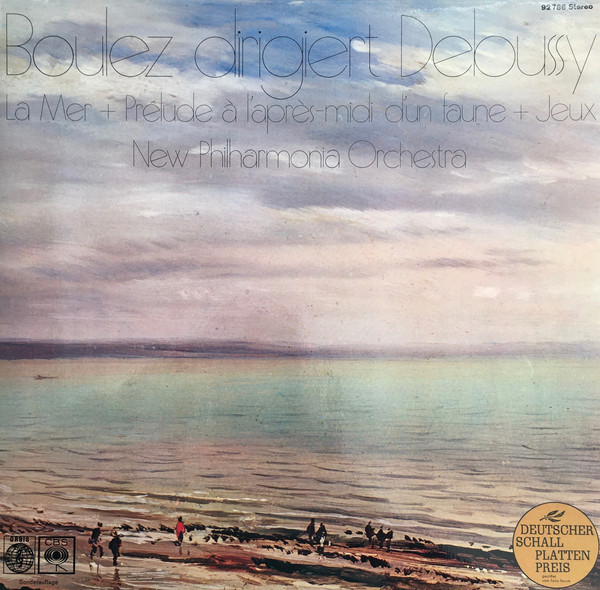 92 786 Stereo
Boulez dirigiert Debussy
La Mer + Prélude à l'après-midi d'un faune + Jeux
New Philharmonia Orchestra
ORBIS
CBS
Sonderauflage
DEUTSCHER
SCHALL
PLATTEN
PREIS